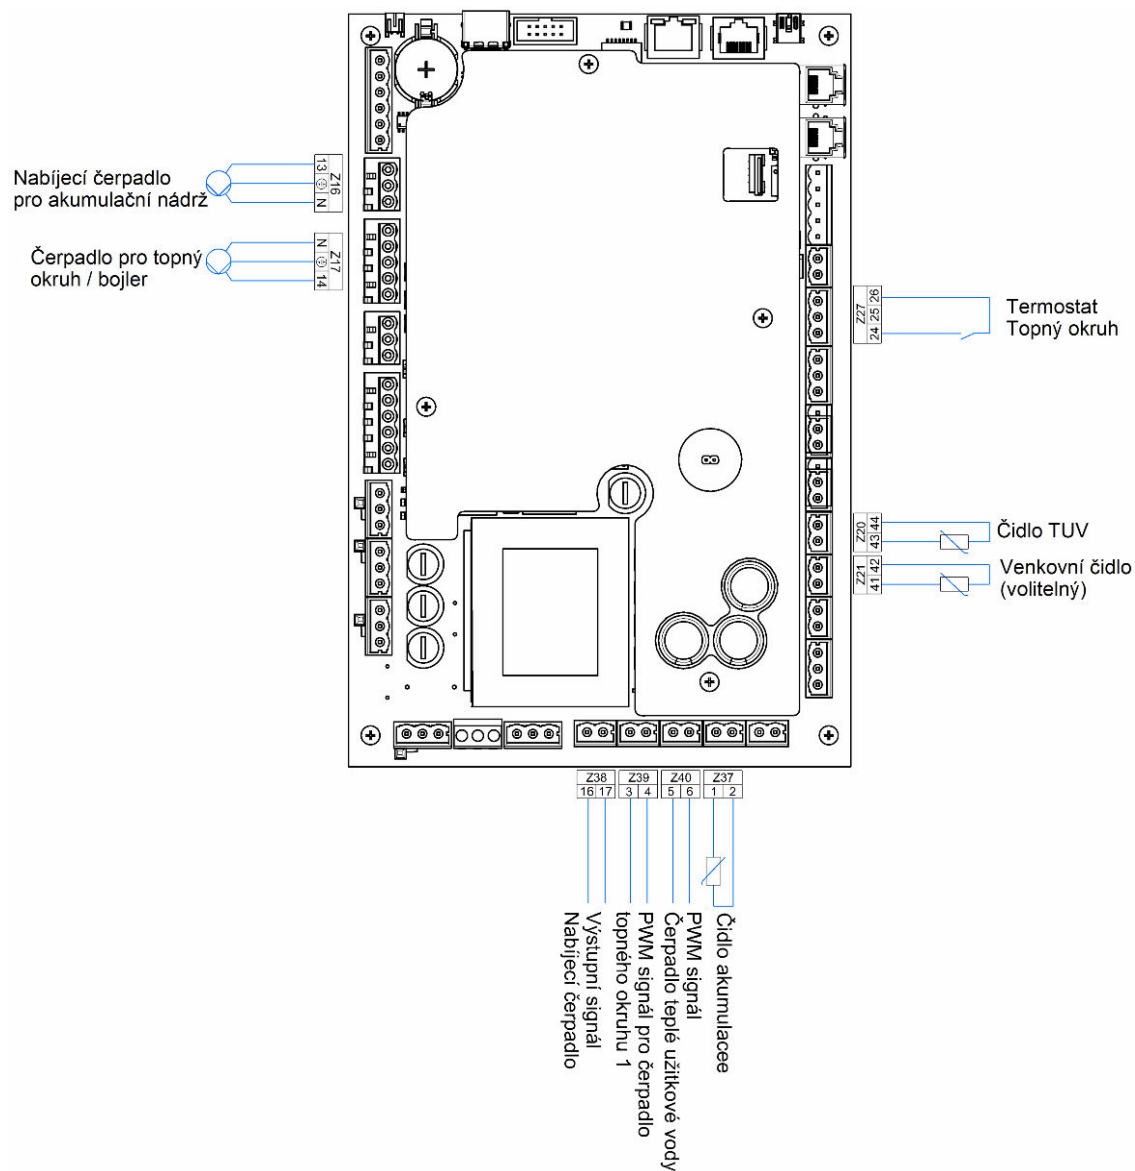 Nabíjecí čerpadlo
pro akumulační nádrž
13
N
Z16
Čerpadlo pro topný
okruh / bojler
N
14
Z17
Z27
26
25
24
Termostat
Topný okruh
Z20
44
43
Čidlo TUV
Z21
42
41
Venkovní čidlo
(volitelný)
Z38
16 17
Z39
3 4
Z40
5 6
Z37
1 2
Výstupní signál
Nabíjecí čerpadlo
PWM signál pro čerpadlo
topného okruhu 1
PWM signál
Čerpadlo teplé užitkové vody
Čidlo akumulacee